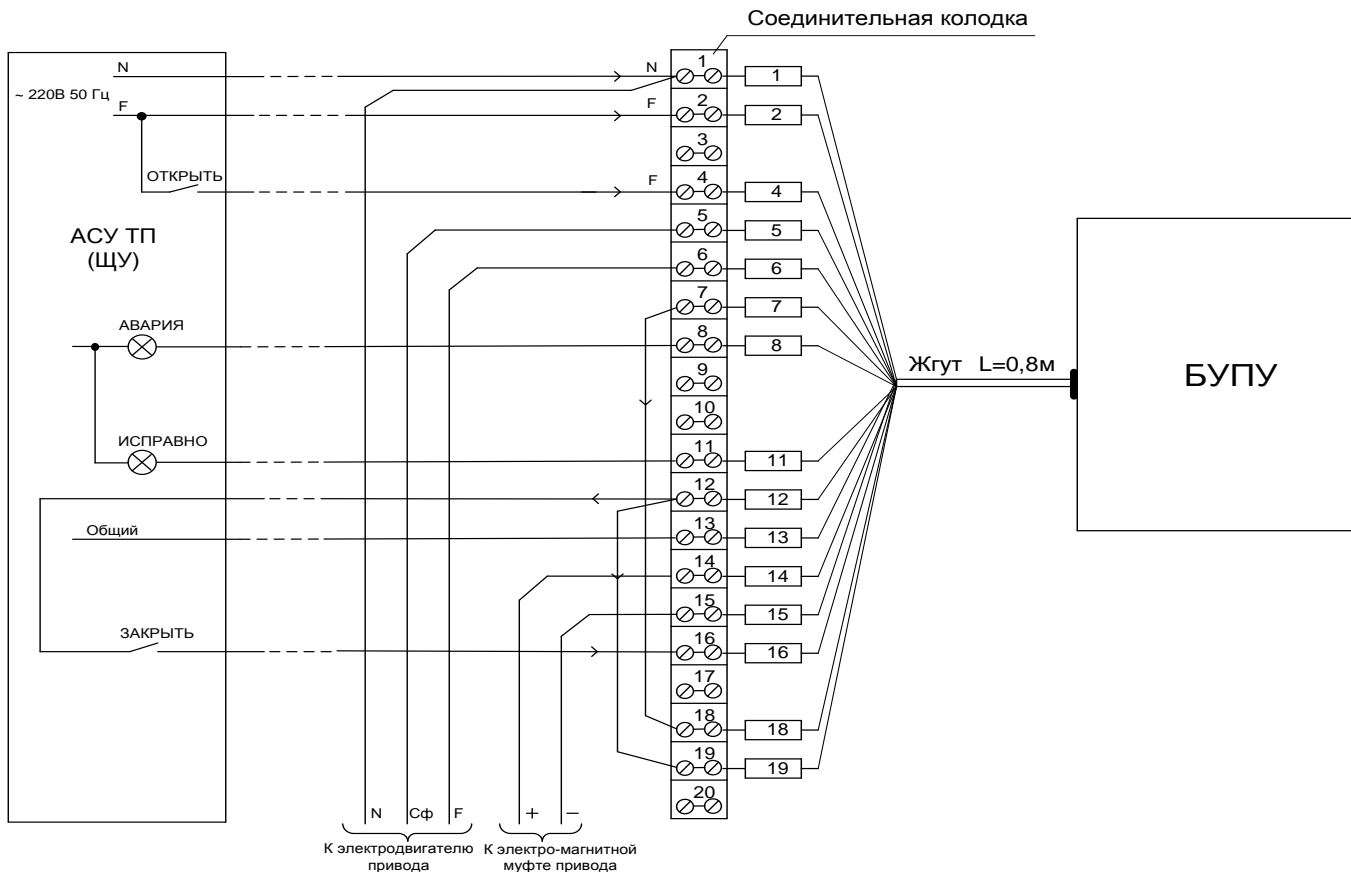 Соединительная колодка
N
N
1
1
~ 220В 50 Гц
F
F
2
2
3
ОТКРЫТЬ
F
4
4
АСУ ТП
(ЩУ)
5
5
6
6
7
7
АВАРИЯ
8
8
Жгут L=0,8м
БУПУ
9
10
ИСПРАВНО
11
11
12
12
Общий
13
13
14
14
15
15
ЗАКРЫТЬ
16
16
17
18
18
19
19
20
N Сф F + −
К электродвигателю
привода
К электро-магнитной
муфте привода